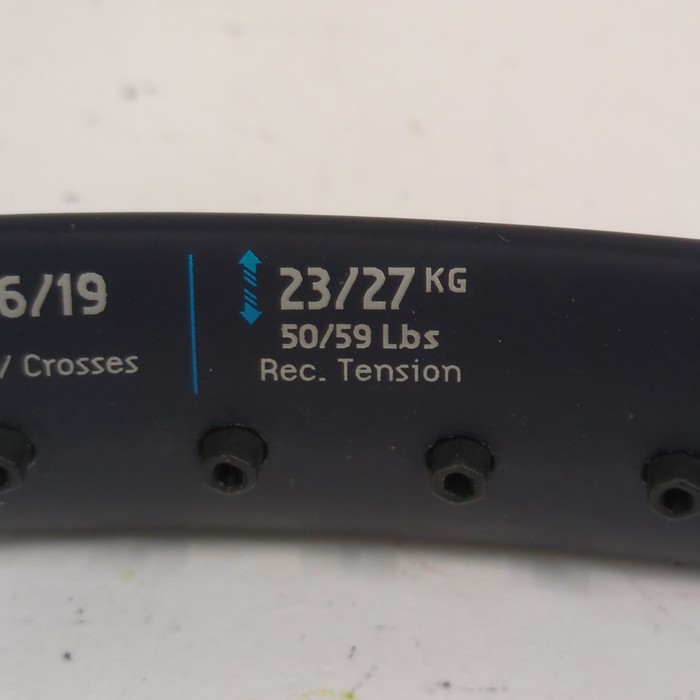 6/19
/ Crosses
23/27 KG
50/59 Lbs
Rec. Tension